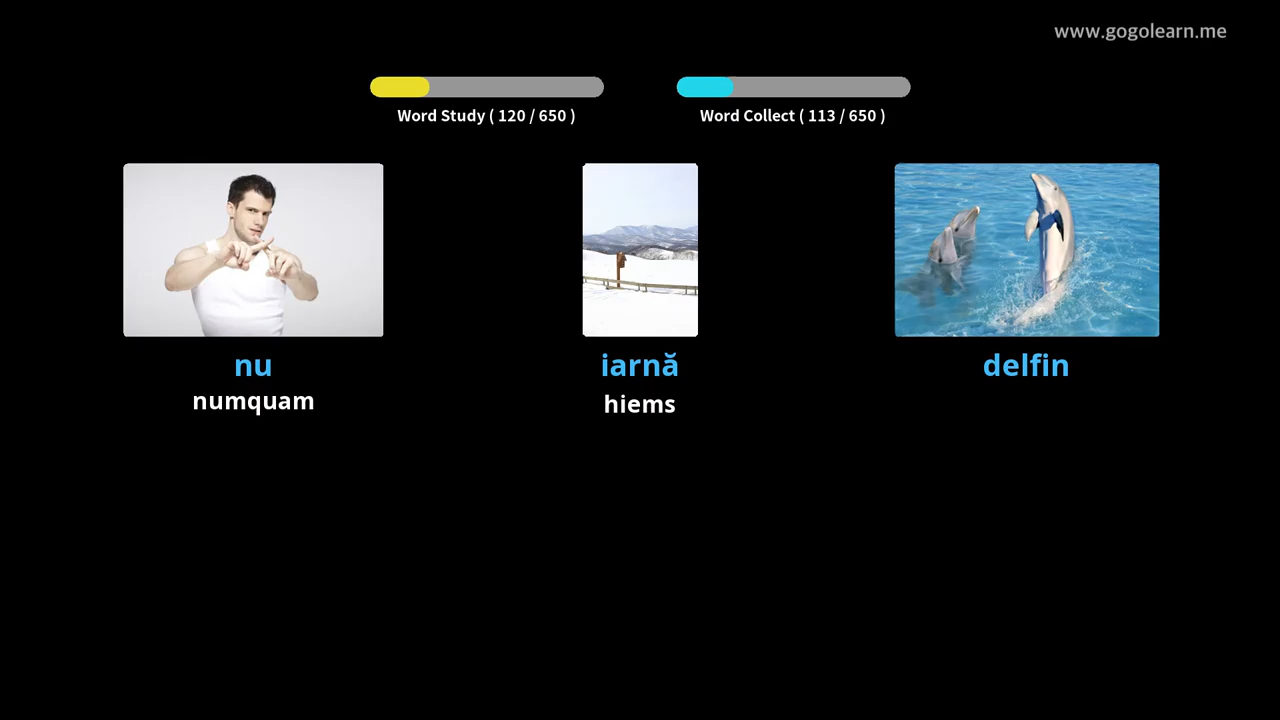 www.gogolearn.me
Word Study ( 120 / 650 )
Word Collect ( 113 / 650 )
nu
numquam
iarnă
hiems
delfin